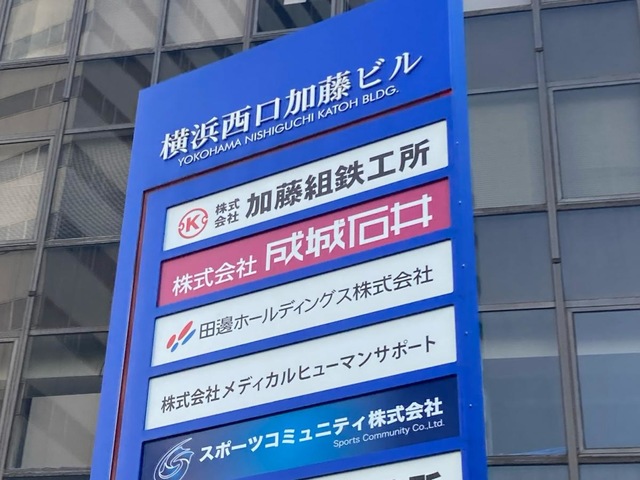 横浜西口加藤ビル
YOKOHAMA NISHIGUCHI KATOH BLDG.
K 株式会社 加藤組鉄工所
株式会社 成城石井
田邊ホールディングス株式会社
株式会社メディカルヒューマンサポート
スポーツコミュニティ株式会社
Sports Community Co.,Ltd.